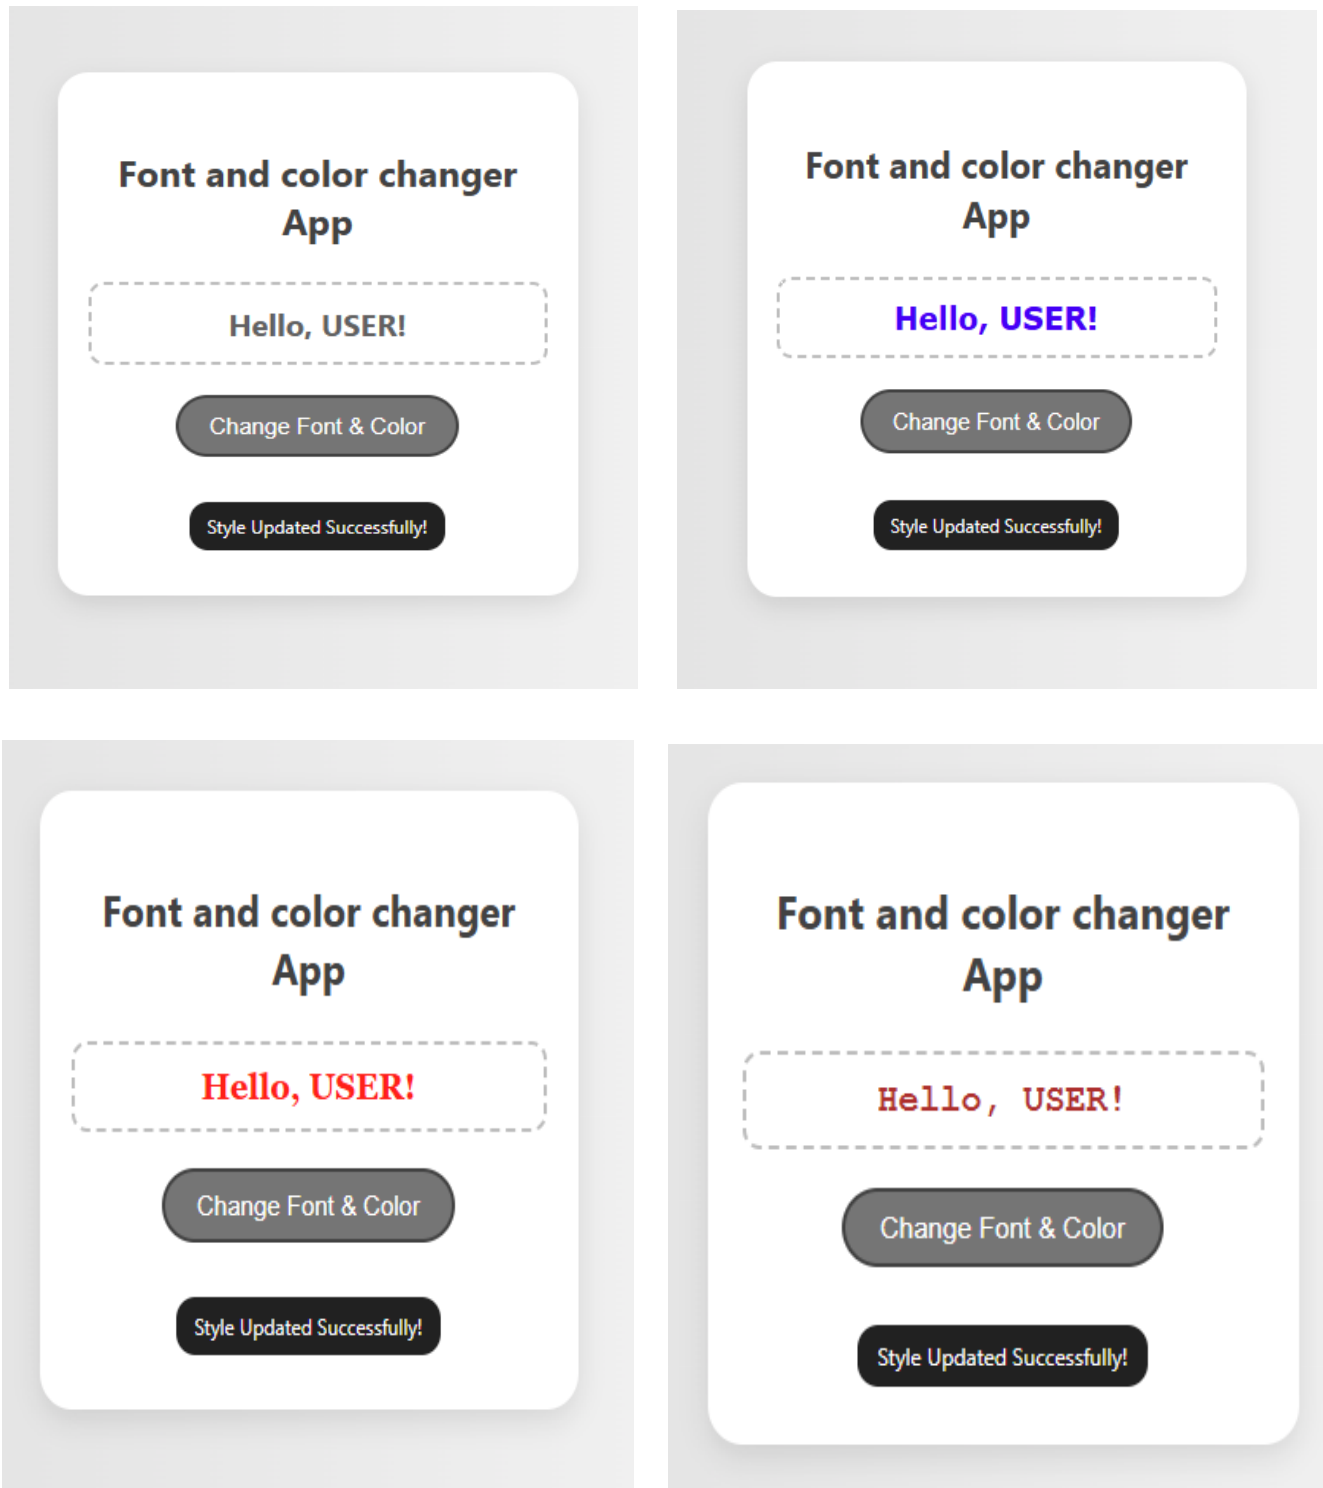 Font and color changer
App
Hello, USER!
Change Font & Color
Style Updated Successfully!
Font and color changer
App
Hello, USER!
Change Font & Color
Style Updated Successfully!
Font and color changer
App
Hello, USER!
Change Font & Color
Style Updated Successfully!
Font and color changer
App
Hello, USER!
Change Font & Color
Style Updated Successfully!